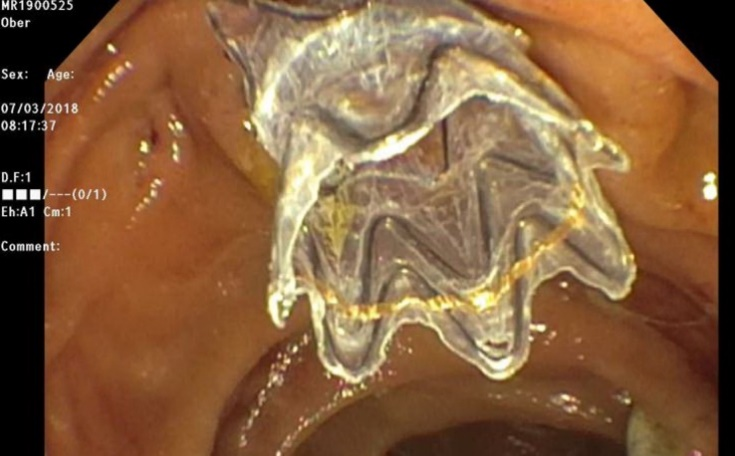 MR1900525
Ober
Sex: Age:
07/03/2018
08:17:37
D.F:1
■■■/---(0/1)
Eh:A1 Cm:1
Comment: